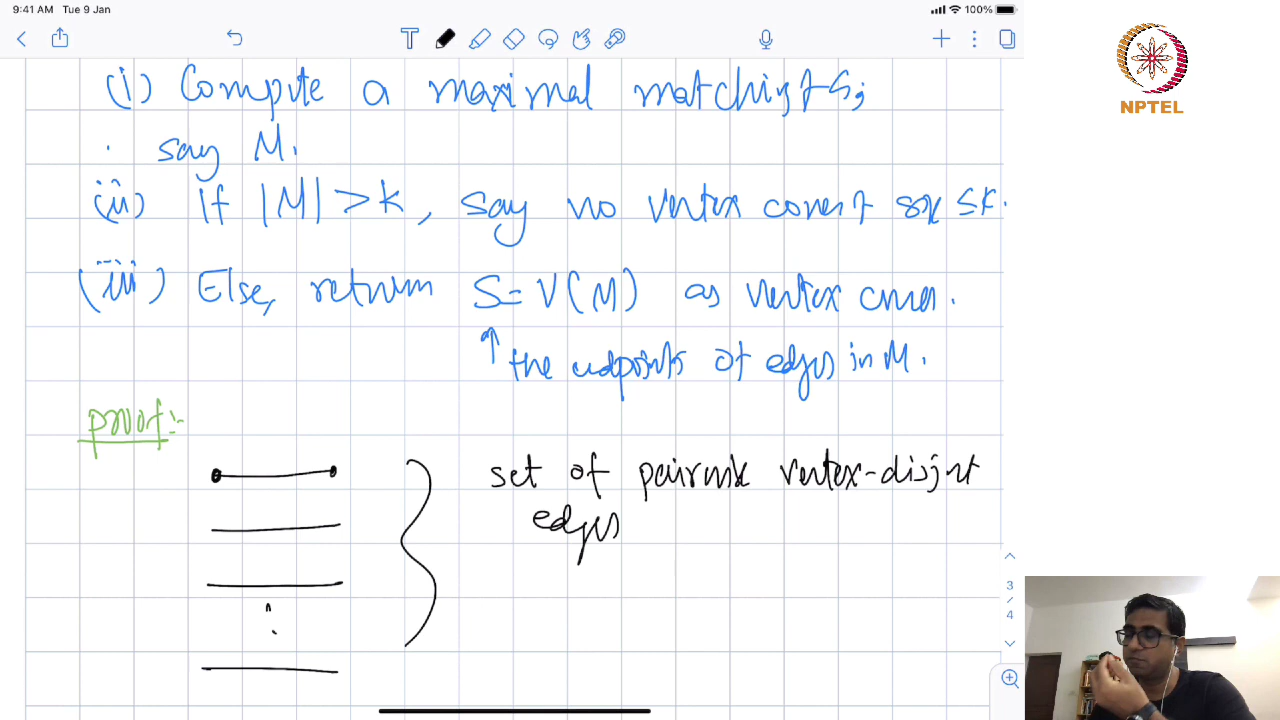 9:41 AM Tue 9 Jan
100%
NPTEL
(i) Compute a maximal matching of G;
say M.
(ii) If |M| > k, say no vertex cover of size ≤ k.
(iii) Else, return S = V(M) as vertex cover.
↑ the endpoints of edges in M.
proof:-
set of pairwise vertex-disjoint
edges
3
/
4